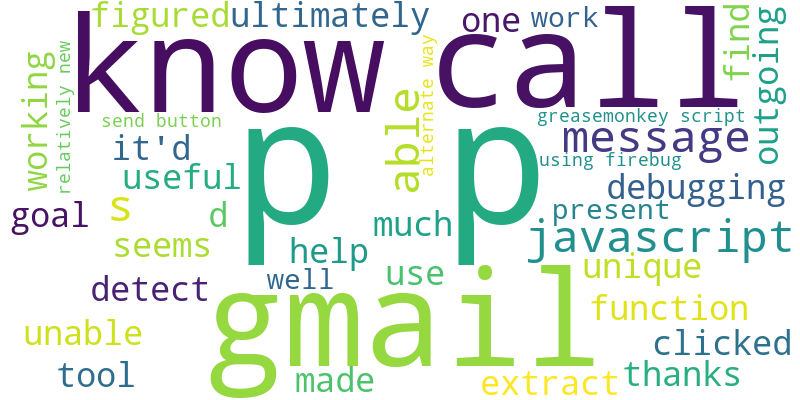 figured
ultimately
one
work
find
outgoing
know
call
working
relatively new
send button
able
alternate way
greasemonkey script
it'd
message
using firebug
p
p
useful
debugging
goal
s
d
much
present
seems
help
javascript
detect
well
use
unique
gmail
function
unable
clicked
tool
made
extract
thanks